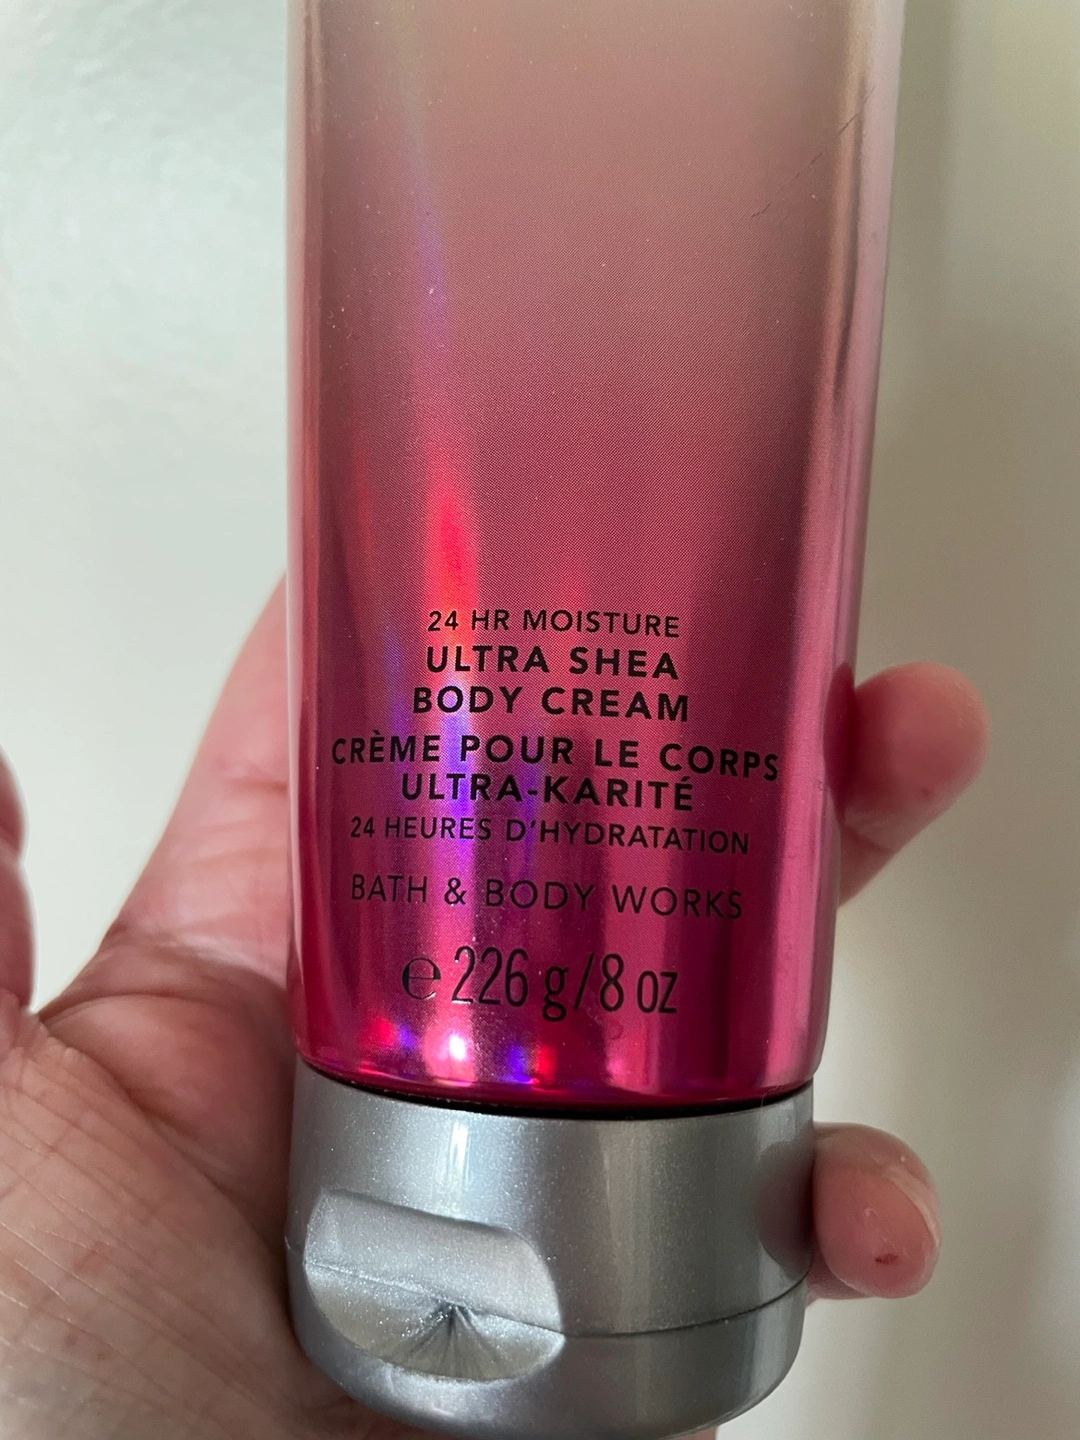 24 HR MOISTURE
ULTRA SHEA
BODY CREAM
CRÈME POUR LE CORPS
ULTRA-KARITÉ
24 HEURES D'HYDRATATION
BATH & BODY WORKS
℮ 226 g/8 oz